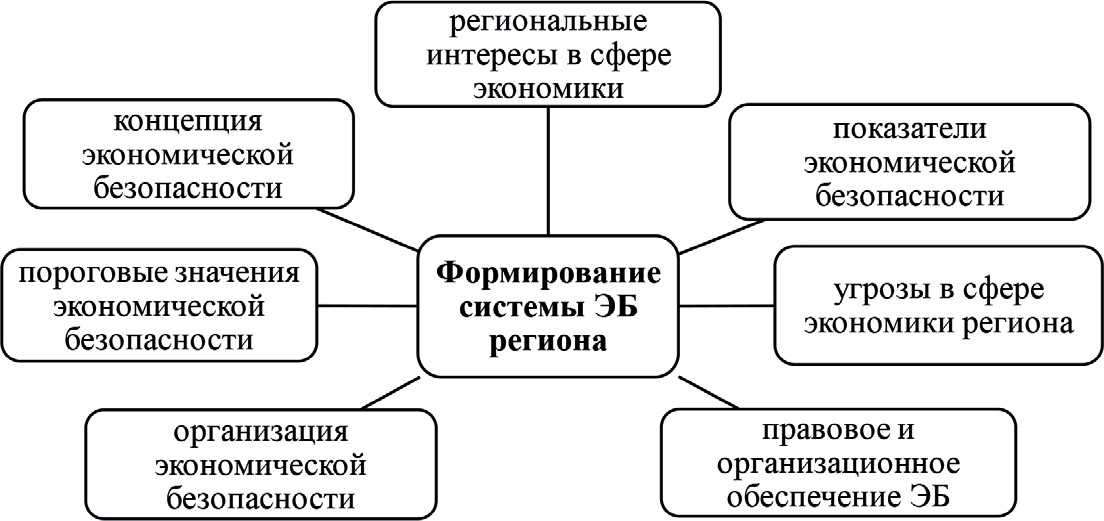 региональные
интересы в сфере
экономики
концепция
экономической
безопасности
показатели
экономической
безопасности
пороговые значения
экономической
безопасности
Формирование
системы ЭБ
региона
угрозы в сфере
экономики региона
организация
экономической
безопасности
правовое и
организационное
обеспечение ЭБ